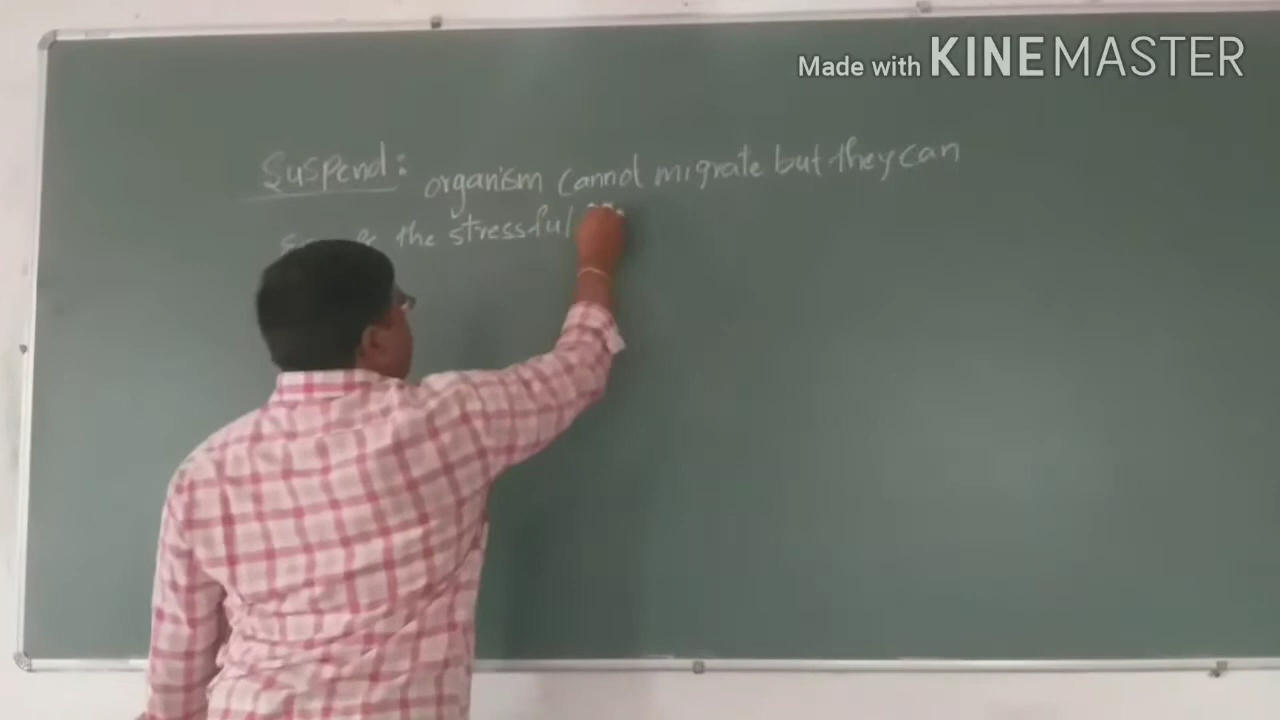 Made with KINEMASTER
Suspend: organism cannot migrate but they can
the stressful